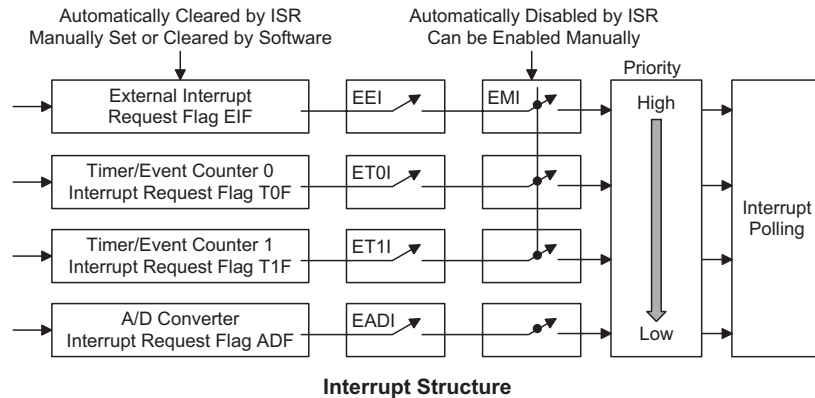 Automatically Cleared by ISR
Manually Set or Cleared by Software
Automatically Disabled by ISR
Can be Enabled Manually
Priority
External Interrupt
Request Flag EIF
EEI
EMI
High
Timer/Event Counter 0
Interrupt Request Flag T0F
ET0I
Interrupt
Polling
Timer/Event Counter 1
Interrupt Request Flag T1F
ET1I
A/D Converter
Interrupt Request Flag ADF
EADI
Low
Interrupt Structure